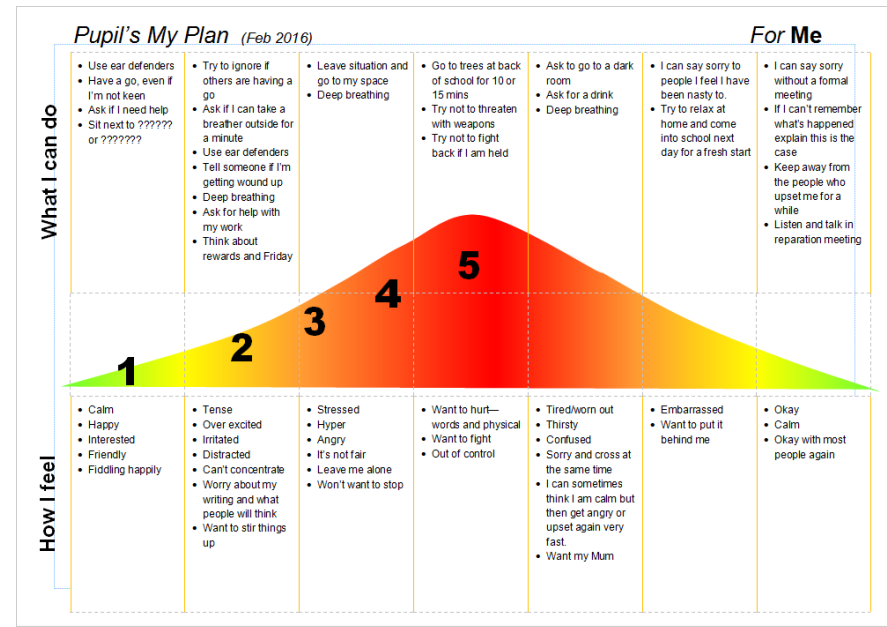 Pupil's My Plan (Feb 2016)
For Me
What I can do
• Use ear defenders
• Have a go, even if
I'm not keen
• Ask if I need help
• Sit next to ??????
or ???????
• Try to ignore if
others are having a
go
• Ask if I can take a
breather outside for
a minute
• Use ear defenders
• Tell someone if I'm
getting wound up
• Deep breathing
• Ask for help with
my work
• Think about
rewards and Friday
• Leave situation and
go to my space
• Deep breathing
• Go to trees at back
of school for 10 or
15 mins
• Try not to threaten
with weapons
• Try not to fight
back if I am held
• Ask to go to a dark
room
• Ask for a drink
• Deep breathing
• I can say sorry to
people I feel I have
been nasty to.
• Try to relax at
home and come
into school next
day for a fresh start
• I can say sorry
without a formal
meeting
• If I can't remember
what's happened
explain this is the
case
• Keep away from
the people who
upset me for a
while
• Listen and talk in
reparation meeting
1
2
3
4
5
How I feel
• Calm
• Happy
• Interested
• Friendly
• Fiddling happily
• Tense
• Over excited
• Irritated
• Distracted
• Can't concentrate
• Worry about my
writing and what
people will think
• Want to stir things
up
• Stressed
• Hyper
• Angry
• It's not fair
• Leave me alone
• Won't want to stop
• Want to hurt—
words and physical
• Want to fight
• Out of control
• Tired/worn out
• Thirsty
• Confused
• Sorry and cross at
the same time
• I can sometimes
think I am calm but
then get angry or
upset again very
fast.
• Want my Mum
• Embarrassed
• Want to put it
behind me
• Okay
• Calm
• Okay with most
people again